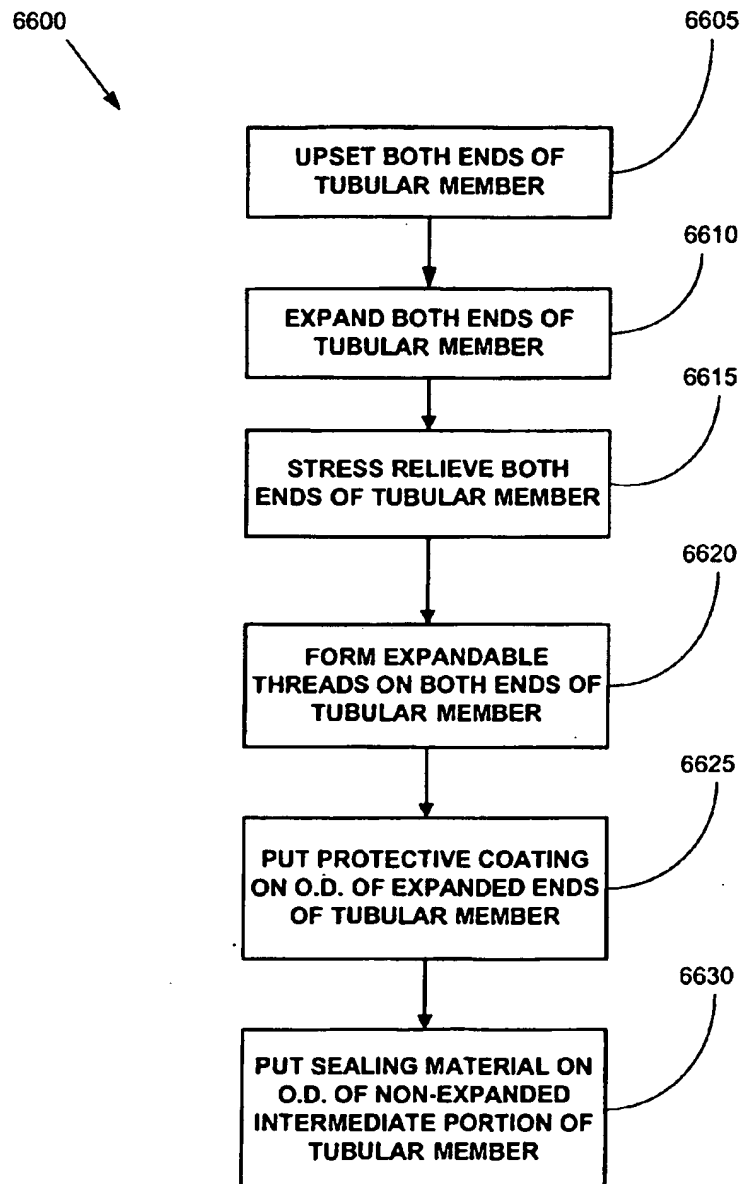 6600
6605
UPSET BOTH ENDS OF
TUBULAR MEMBER
6610
EXPAND BOTH ENDS OF
TUBULAR MEMBER
6615
STRESS RELIEVE BOTH
ENDS OF TUBULAR MEMBER
6620
FORM EXPANDABLE
THREADS ON BOTH ENDS OF
TUBULAR MEMBER
6625
PUT PROTECTIVE COATING
ON O.D. OF EXPANDED ENDS
OF TUBULAR MEMBER
6630
PUT SEALING MATERIAL ON
O.D. OF NON-EXPANDED
INTERMEDIATE PORTION OF
TUBULAR MEMBER